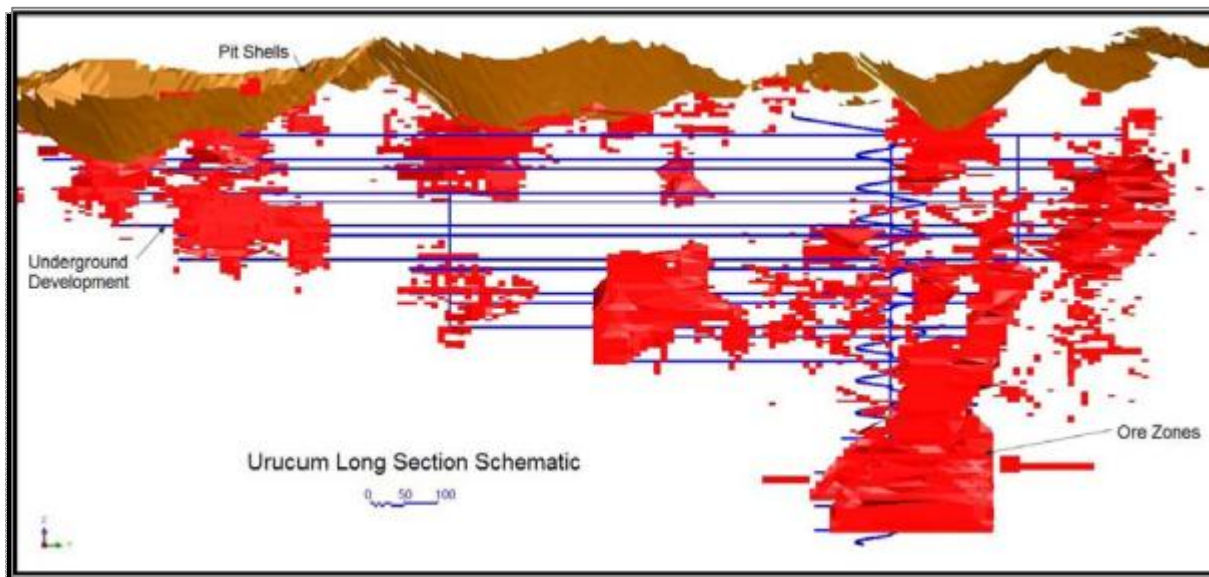 Pit Shells
Underground
Development
Ore Zones
Urucum Long Section Schematic
0 50 100